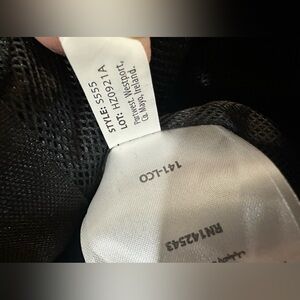 STYLE: S555
LOT: HZ0921A
Portwest, Westport,
Co Mayo, Ireland.
141-LCO
RN142543